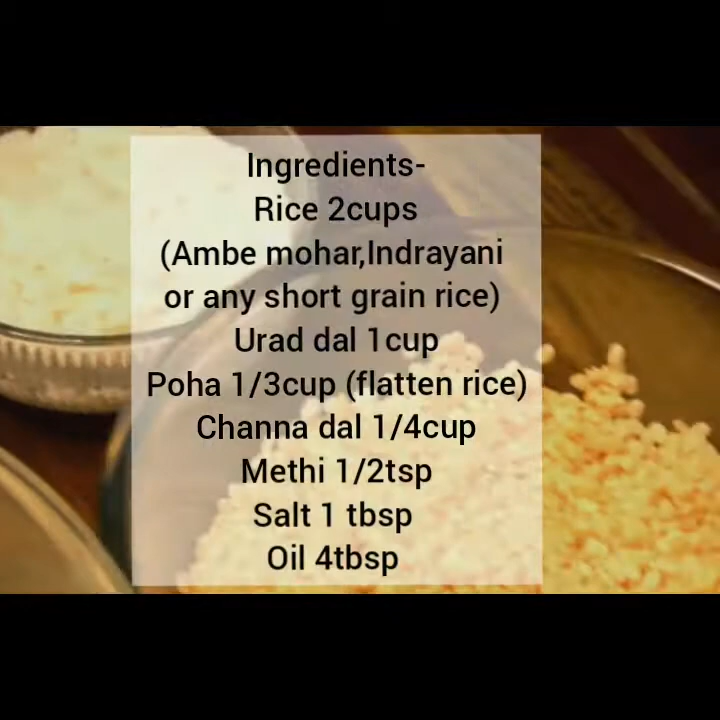 Ingredients-
Rice 2cups
(Ambe mohar,Indrayani
or any short grain rice)
Urad dal 1cup
Poha 1/3cup (flatten rice)
Channa dal 1/4cup
Methi 1/2tsp
Salt 1 tbsp
Oil 4tbsp